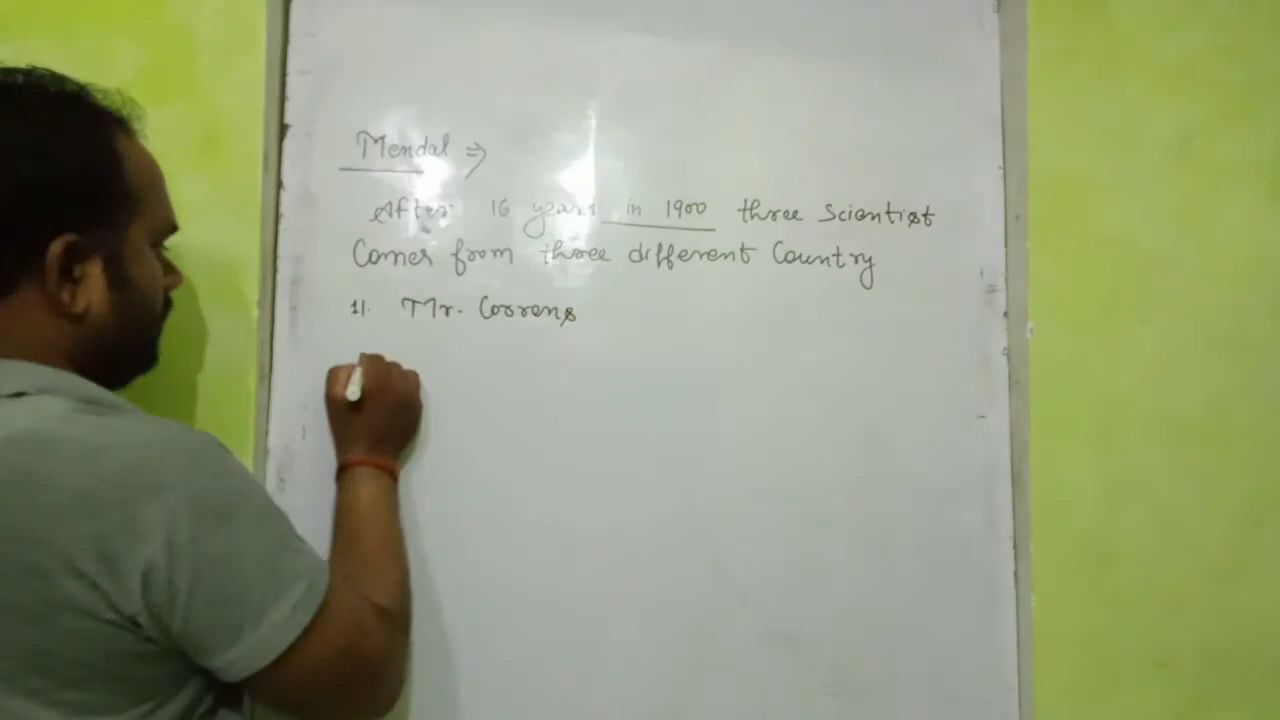 Mendal ⇒
After 16 years in 1900 three Scientist
Comes from three different Country
1). Mr. Correns